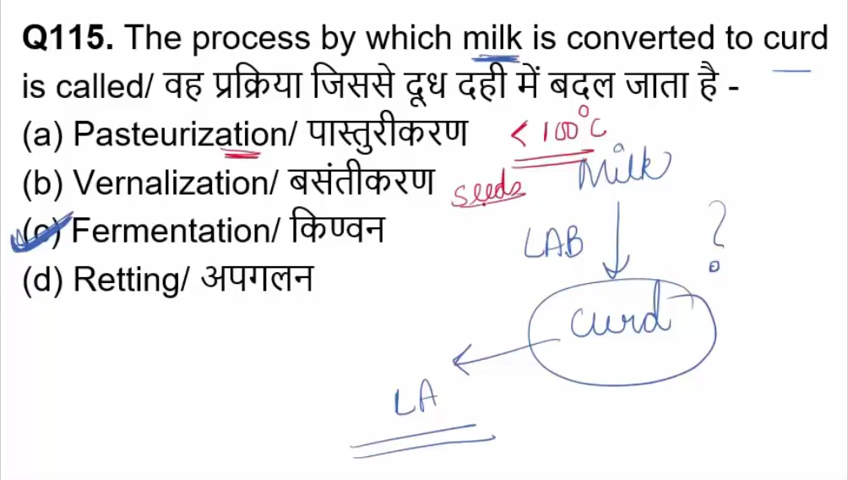 Q115. The process by which milk is converted to curd
is called/ वह प्रक्रिया जिससे दूध दही में बदल जाता है -
(a) Pasteurization/ पास्तुरीकरण < 100°C
Milk
(b) Vernalization/ बसंतीकरण seeds
(c) Fermentation/ किण्वन LAB ?
(d) Retting/ अपगलन
curd
LA